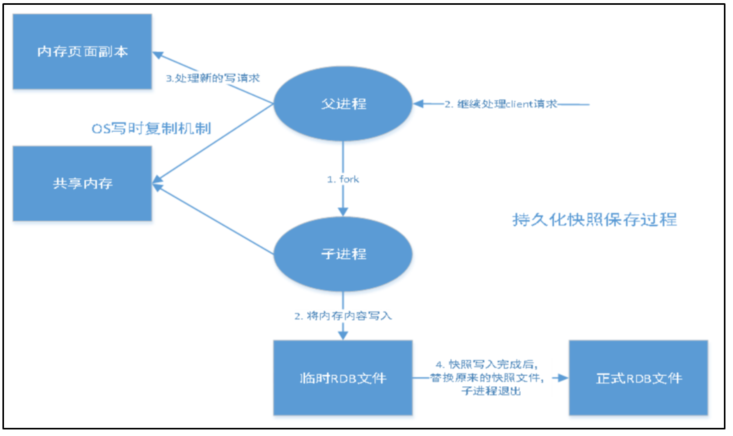 内存页面副本
3.处理新的写请求
父进程
2. 继续处理client请求
OS写时复制机制
共享内存
1. fork
持久化快照保存过程
子进程
2. 将内存内容写入
临时RDB文件
4. 快照写入完成后,
替换原来的快照文件,
子进程退出
正式RDB文件